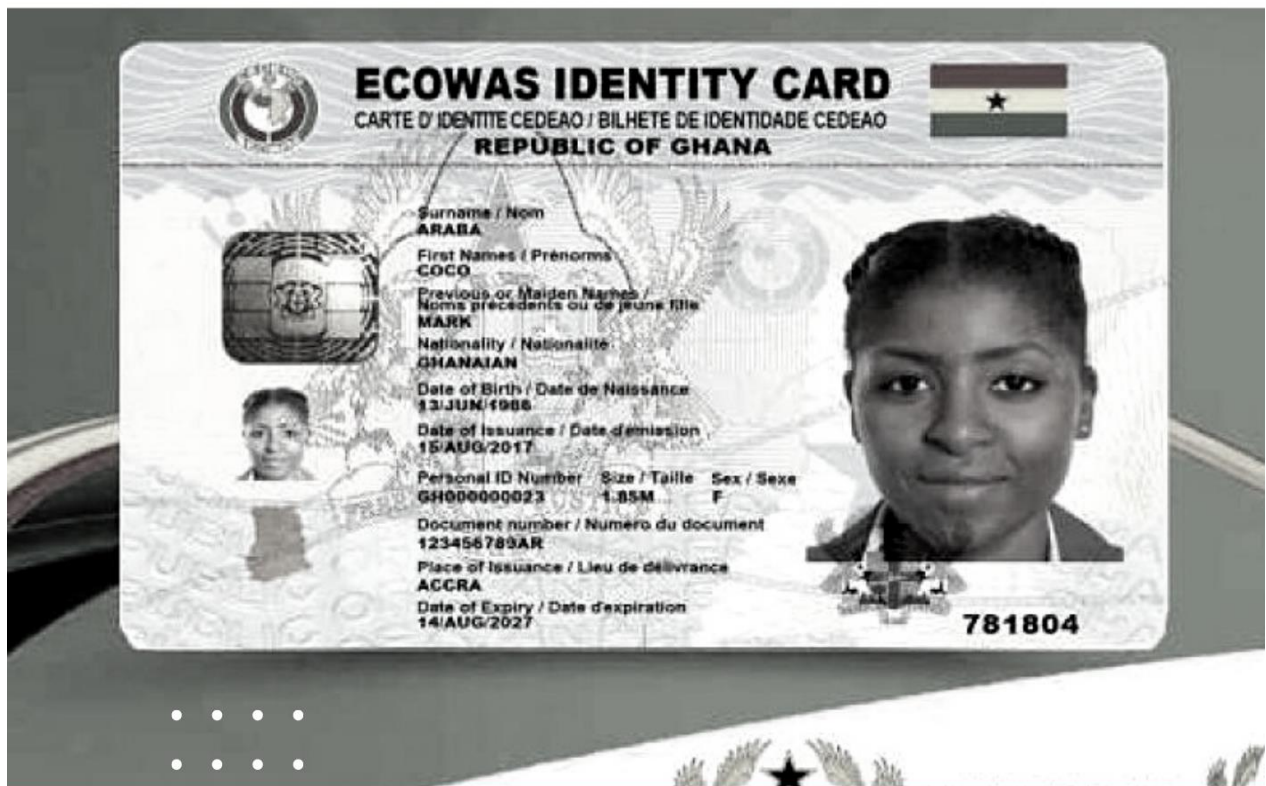 ECOWAS IDENTITY CARD
CARTE D' IDENTITE CEDEAO / BILHETE DE IDENTIDADE CEDEAO
REPUBLIC OF GHANA
Surname / Nom
ARABA
First Names / Prénorms
COCO
Previous or Maiden Names /
Noms précédents ou de jeune fille
MARK
Nationality / Nationalité
GHANAIAN
Date of Birth / Date de Naissance
13/JUN/1986
Date of Issuance / Date d'emission
15/AUG/2017
Personal ID Number Size / Taille Sex / Sexe
GH000000023 1.85M F
Document number / Numero du document
123456789AR
Place of Issuance / Lieu de délivrance
ACCRA
Date of Expiry / Date d'expiration
14/AUG/2027
781804